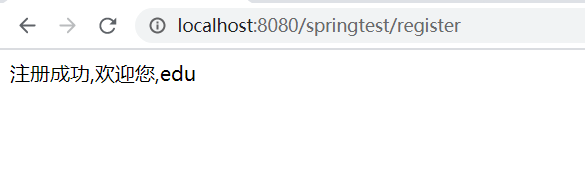 localhost:8080/springtest/register
注册成功,欢迎您,edu